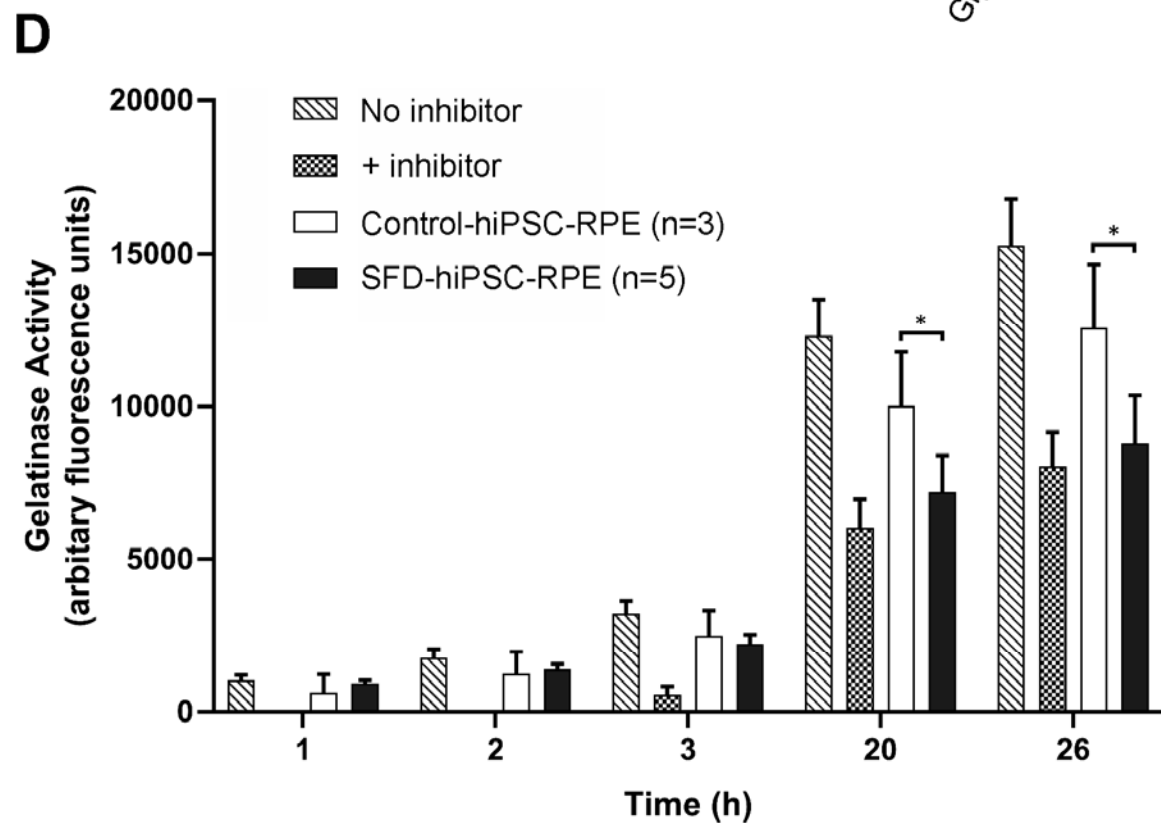 D
No inhibitor
+ inhibitor
Control-hiPSC-RPE (n=3)
SFD-hiPSC-RPE (n=5)
Gelatinase Activity
(arbitary fluorescence units)
20000
15000
10000
5000
0
*
*
1 2 3 20 26
Time (h)